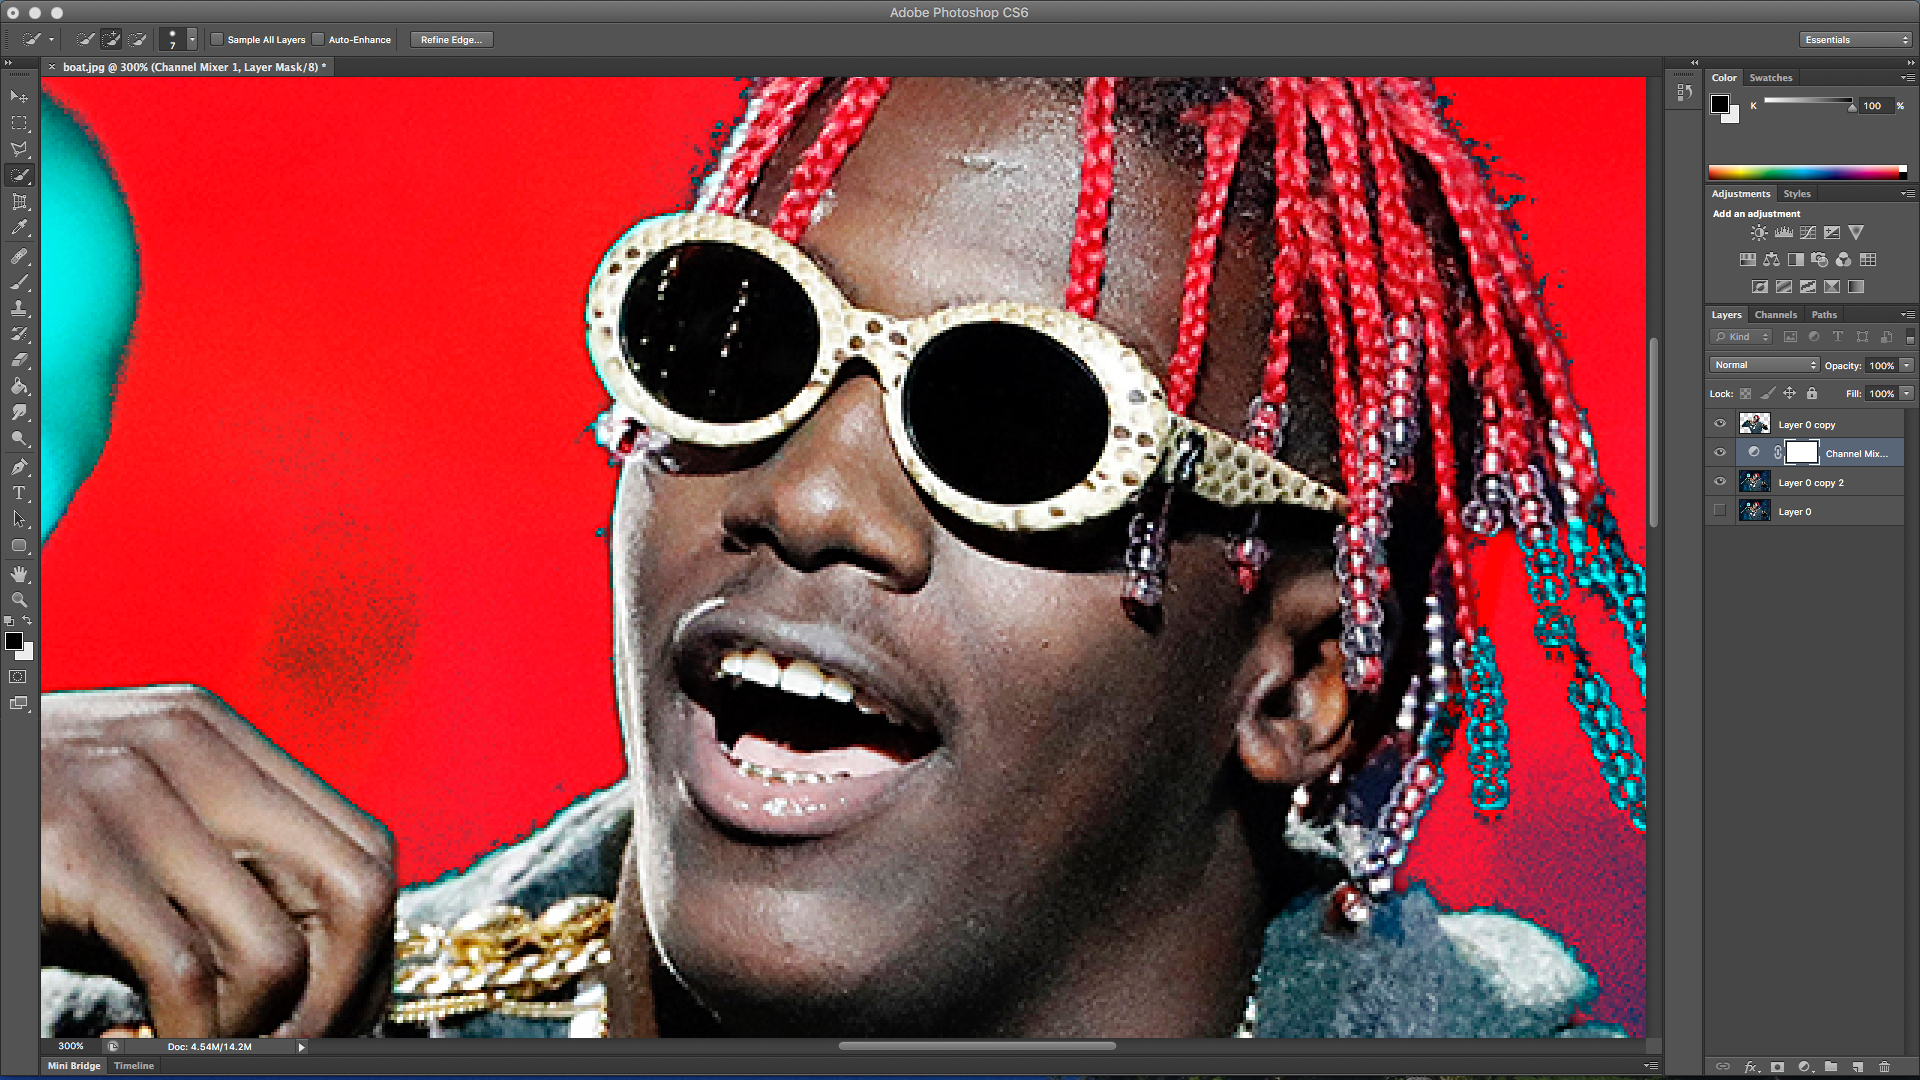 Adobe Photoshop CS6
7
Sample All Layers
Auto-Enhance
Refine Edge...
Essentials
× boat.jpg @ 300% (Channel Mixer 1, Layer Mask/8) *
Color
Swatches
K
100
%
Adjustments
Styles
Add an adjustment
Layers
Channels
Paths
Kind
Normal
Opacity: 100%
Lock:
Fill: 100%
Layer 0 copy
Channel Mix...
Layer 0 copy 2
Layer 0
T
300%
Doc: 4.54M/14.2M
Mini Bridge
Timeline
fx